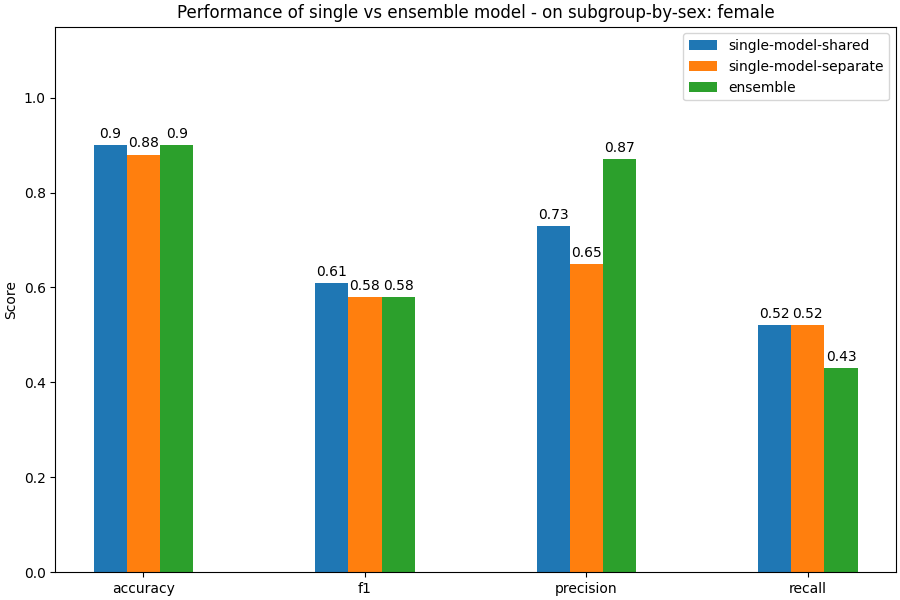 Performance of single vs ensemble model - on subgroup-by-sex: female
single-model-shared
single-model-separate
ensemble
1.0
0.8
0.6
0.4
0.2
0.0
Score
0.9
0.88
0.9
0.61
0.58
0.58
0.73
0.65
0.87
0.52
0.52
0.43
accuracy
f1
precision
recall